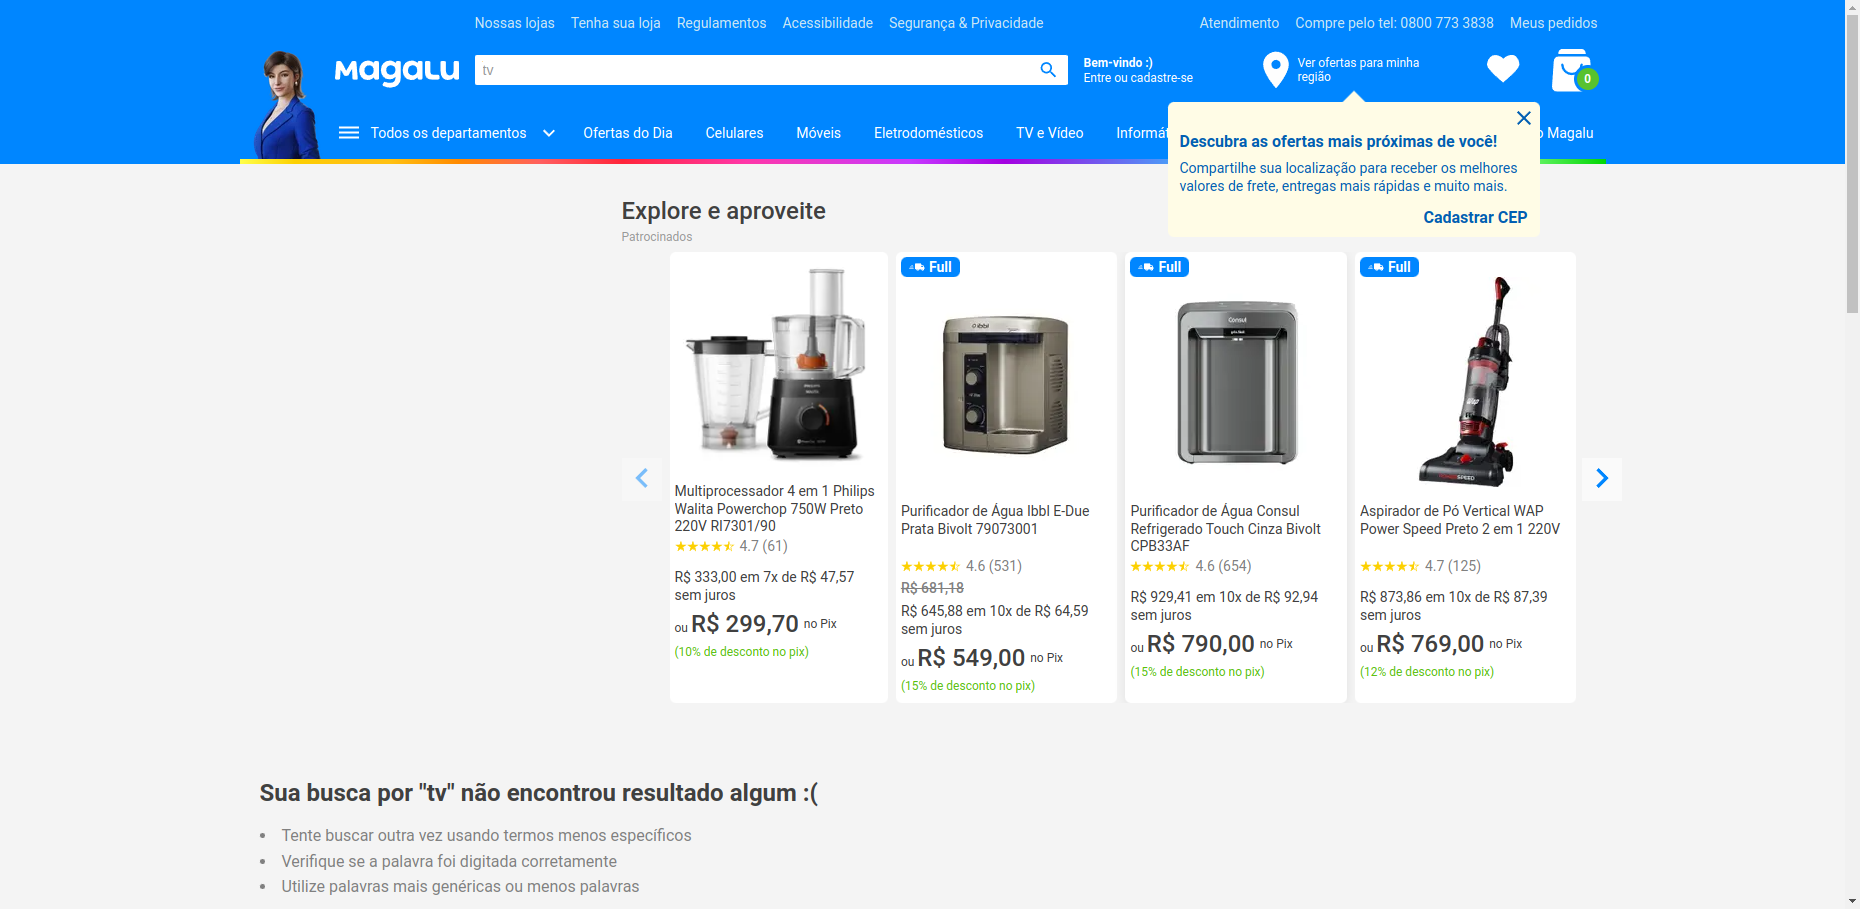 Nossas lojas Tenha sua loja Regulamentos Acessibilidade Segurança & Privacidade Atendimento Compre pelo tel: 0800 773 3838 Meus pedidos
Magalu
tv
Bem-vindo :)
Entre ou cadastre-se
Ver ofertas para minha
região
0
Todos os departamentos Ofertas do Dia Celulares Móveis Eletrodomésticos TV e Vídeo Informát o Magalu
Descubra as ofertas mais próximas de você!
Compartilhe sua localização para receber os melhores
valores de frete, entregas mais rápidas e muito mais.
Cadastrar CEP
Explore e aproveite
Patrocinados
Multiprocessador 4 em 1 Philips
Walita Powerchop 750W Preto
220V RI7301/90
4.7 (61)
R$ 333,00 em 7x de R$ 47,57
sem juros
ou R$ 299,70 no Pix
(10% de desconto no pix)
Full
ibbl
Purificador de Água Ibbl E-Due
Prata Bivolt 79073001
4.6 (531)
R$ 681,18
R$ 645,88 em 10x de R$ 64,59
sem juros
ou R$ 549,00 no Pix
(15% de desconto no pix)
Full
Consul
Purificador de Água Consul
Refrigerado Touch Cinza Bivolt
CPB33AF
4.6 (654)
R$ 929,41 em 10x de R$ 92,94
sem juros
ou R$ 790,00 no Pix
(15% de desconto no pix)
Full
Aspirador de Pó Vertical WAP
Power Speed Preto 2 em 1 220V
4.7 (125)
R$ 873,86 em 10x de R$ 87,39
sem juros
ou R$ 769,00 no Pix
(12% de desconto no pix)
Sua busca por "tv" não encontrou resultado algum :(
• Tente buscar outra vez usando termos menos específicos
• Verifique se a palavra foi digitada corretamente
• Utilize palavras mais genéricas ou menos palavras